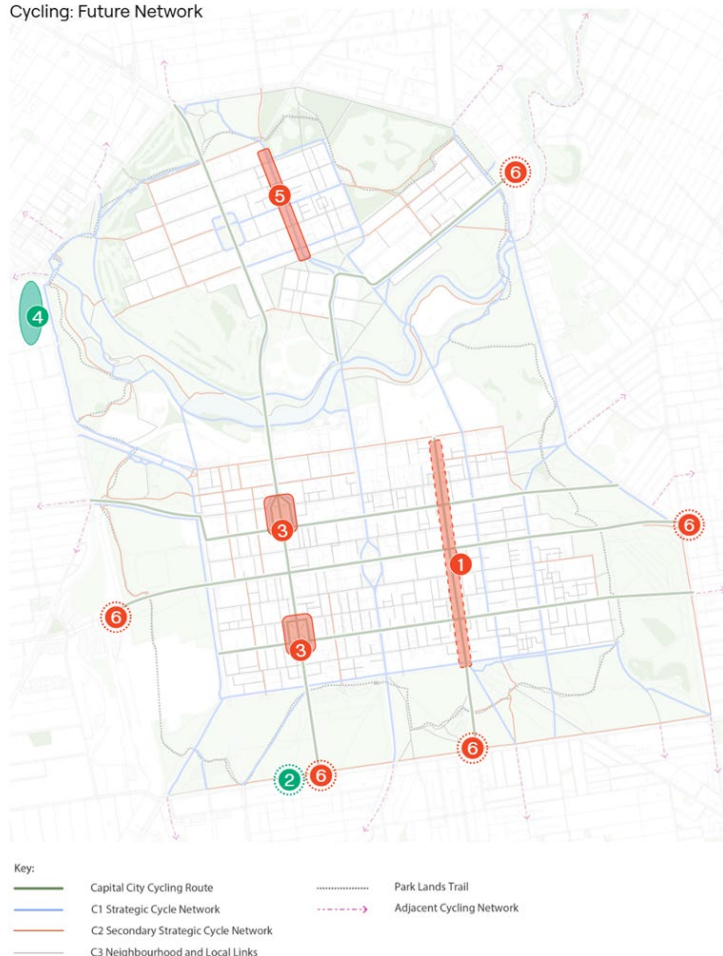 Cycling: Future Network
6
5
4
3
6
1
6
3
6
2
6
Key:
Capital City Cycling Route
Park Lands Trail
C1 Strategic Cycle Network
Adjacent Cycling Network
C2 Secondary Strategic Cycle Network
C3 Neighbourhood and Local Links